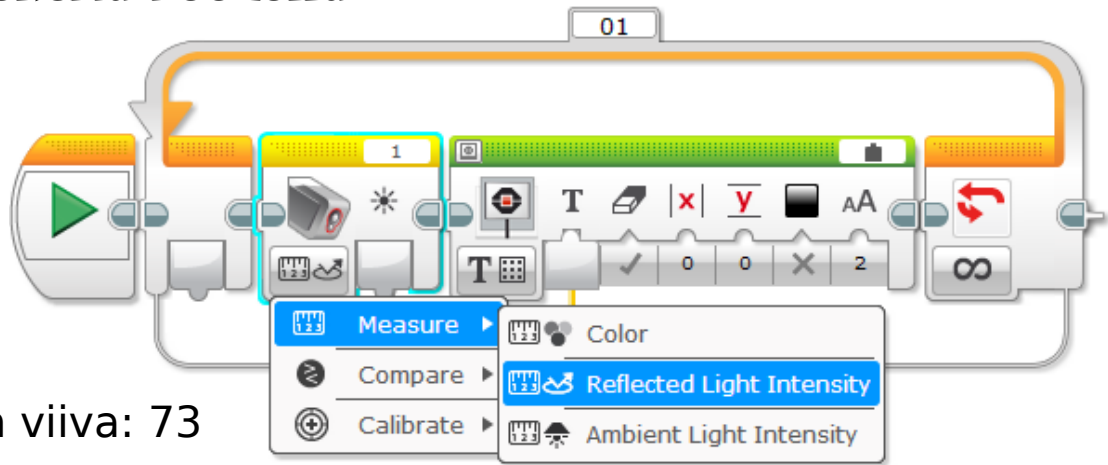 01
1
T x y AA
T 0 0 2
∞
Measure
Color
Compare
Reflected Light Intensity
viiva: 73
Calibrate
Ambient Light Intensity